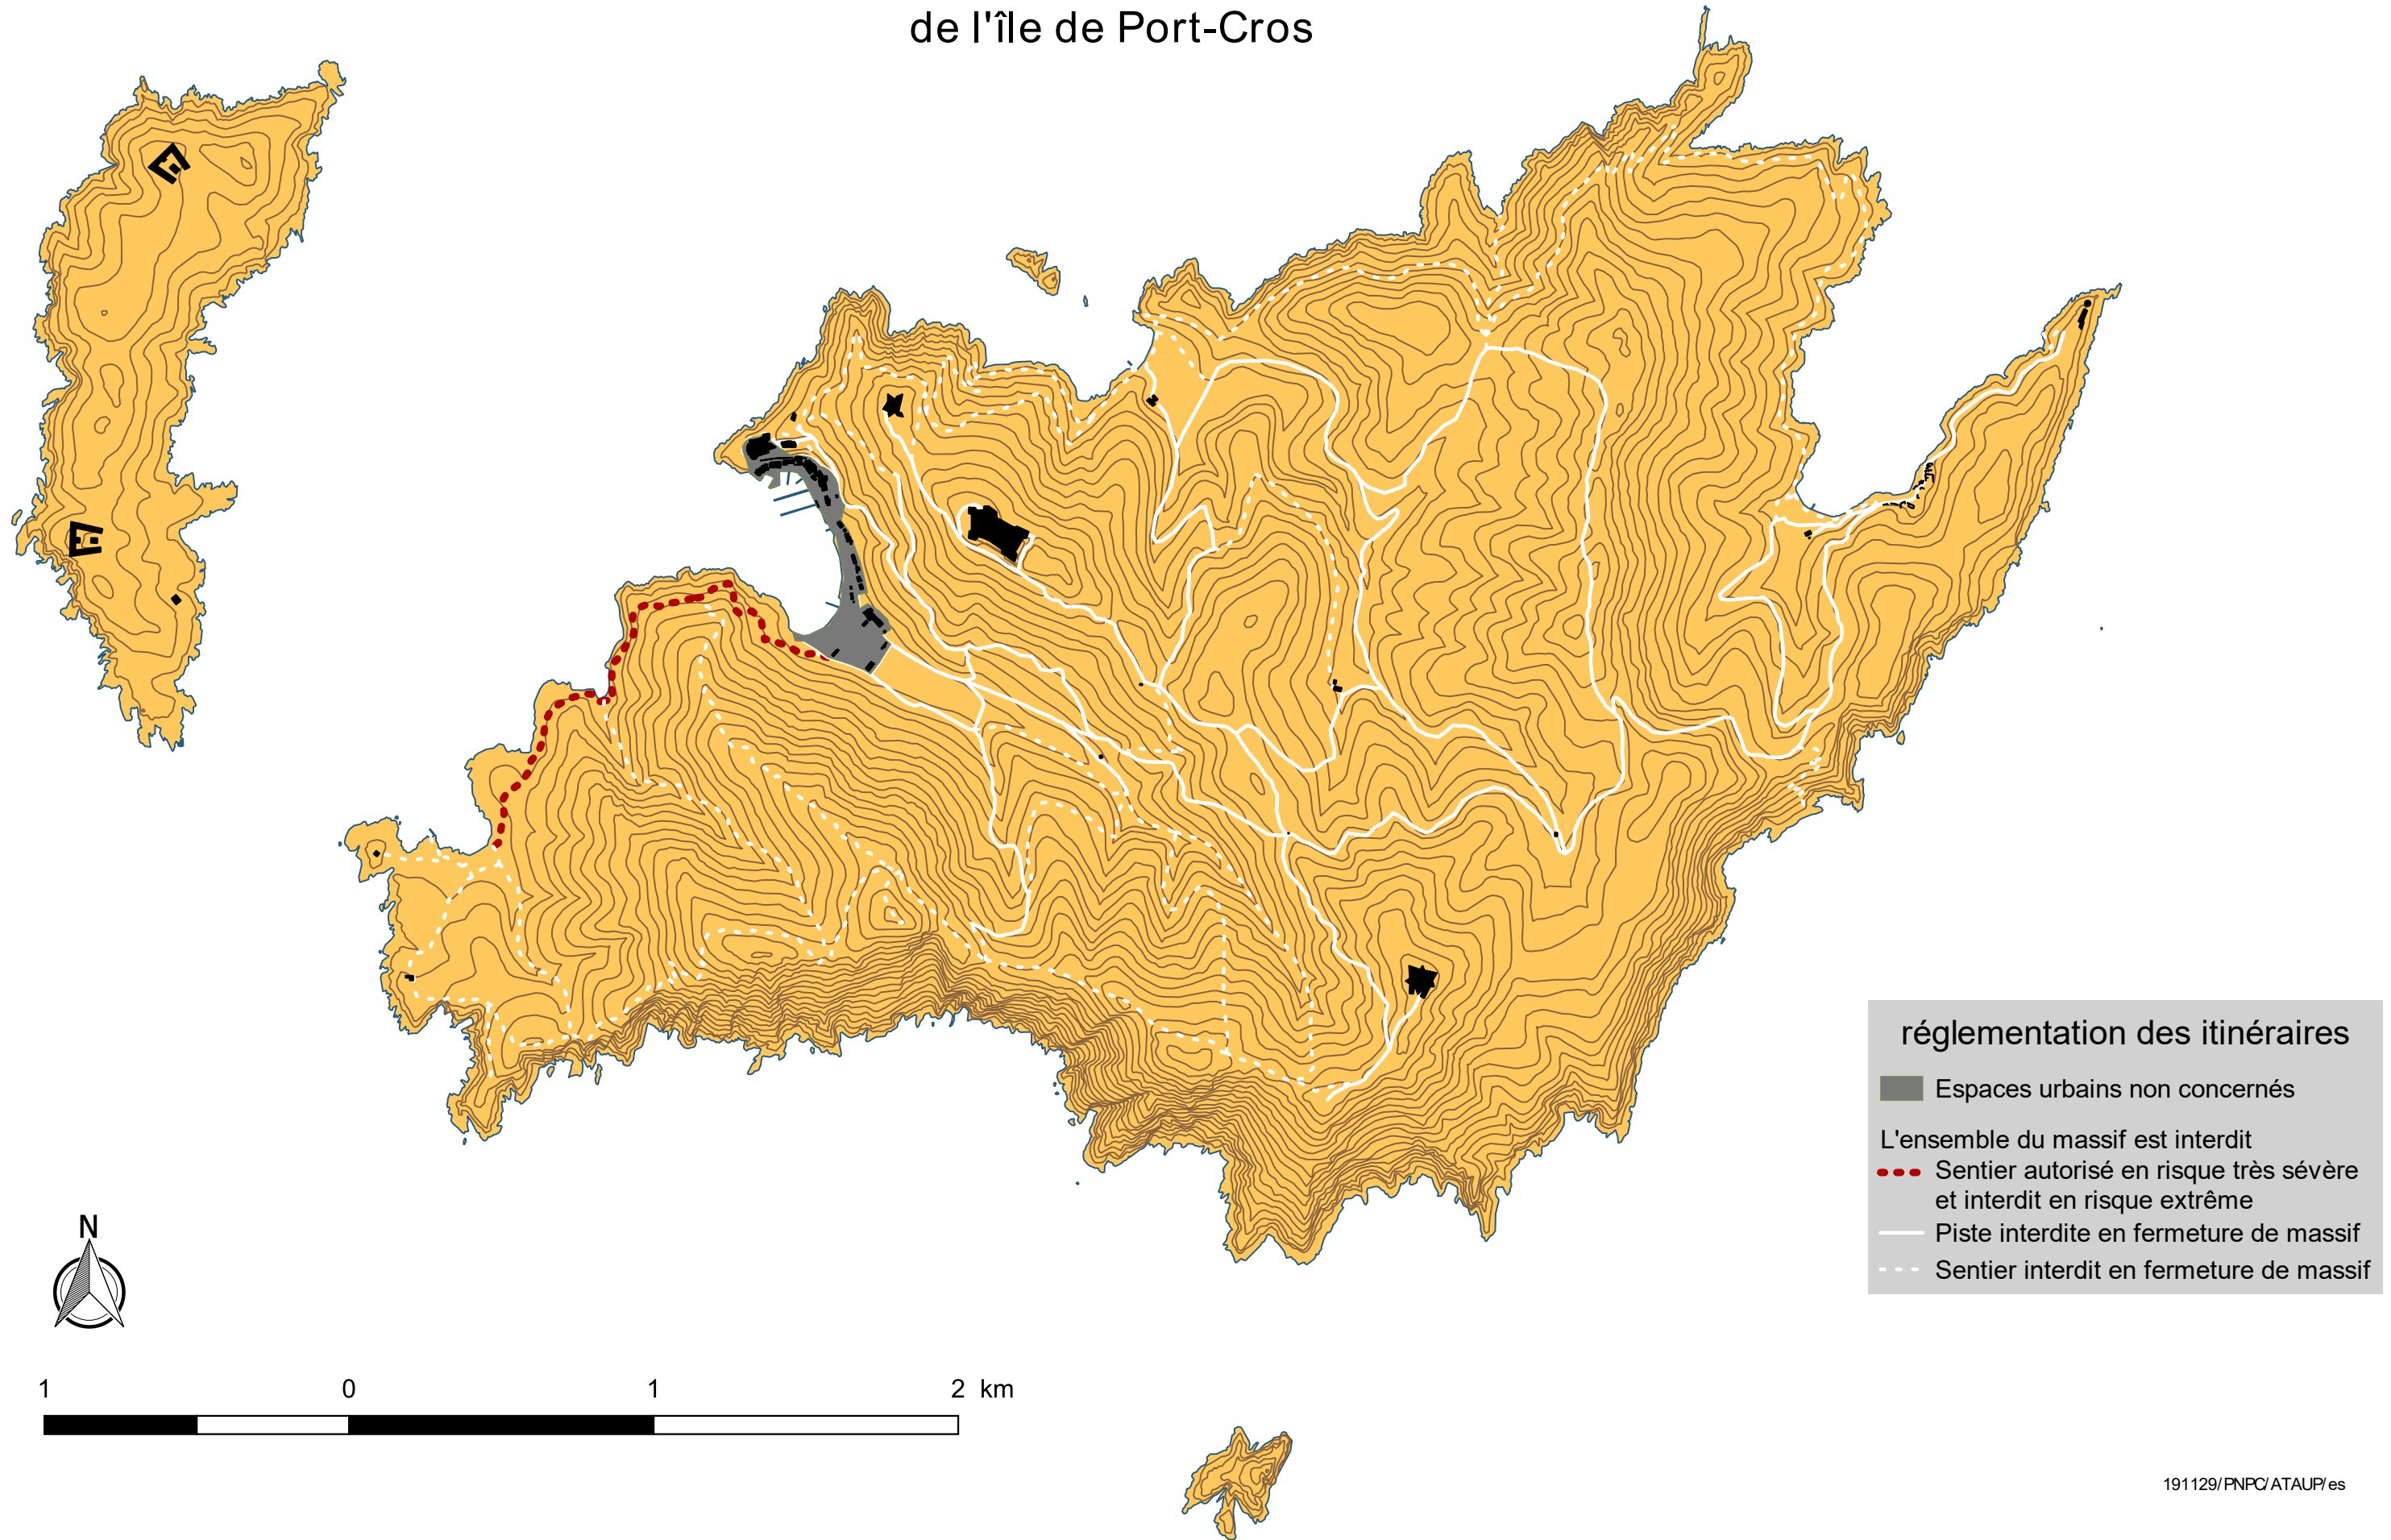 de l'île de Port-Cros
réglementation des itinéraires
Espaces urbains non concernés
L'ensemble du massif est interdit
Sentier autorisé en risque très sévère
et interdit en risque extrême
Piste interdite en fermeture de massif
Sentier interdit en fermeture de massif
N
1 0 1 2 km
191129/PNPC/ATAUP/es